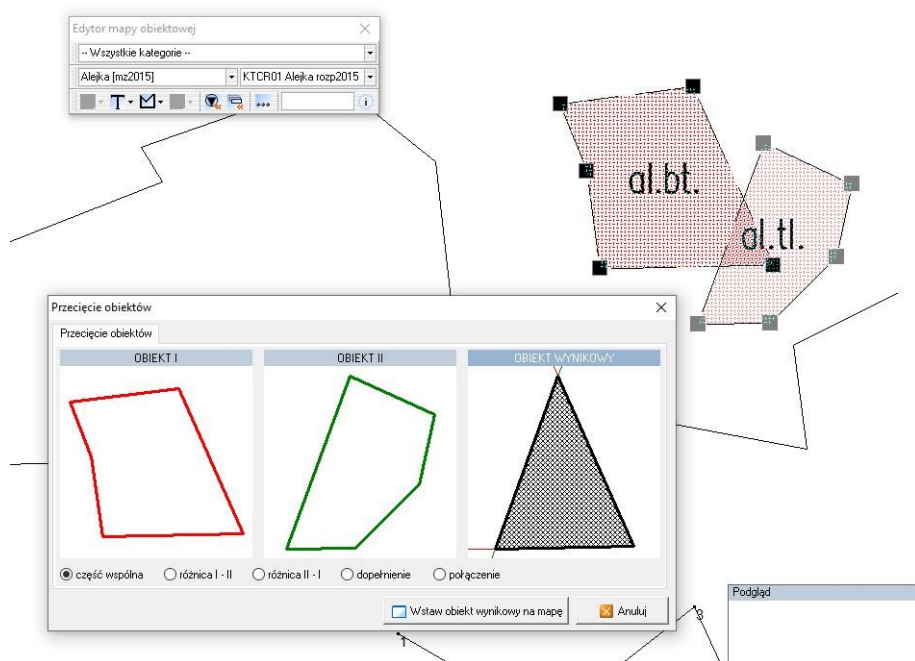 Edytor mapy obiektowej
-- Wszystkie kategorie --
Alejka [mz2015]
KTCR01 Alejka rozp2015
al.bt.
al.tl.
Przecięcie obiektów
Przecięcie obiektów
OBIEKT I
OBIEKT II
OBIEKT WYNIKOWY
część wspólna
różnica I - II
różnica II - I
dopełnienie
połączenie
Wstaw obiekt wynikowy na mapę
Anuluj
Podgląd
1
3